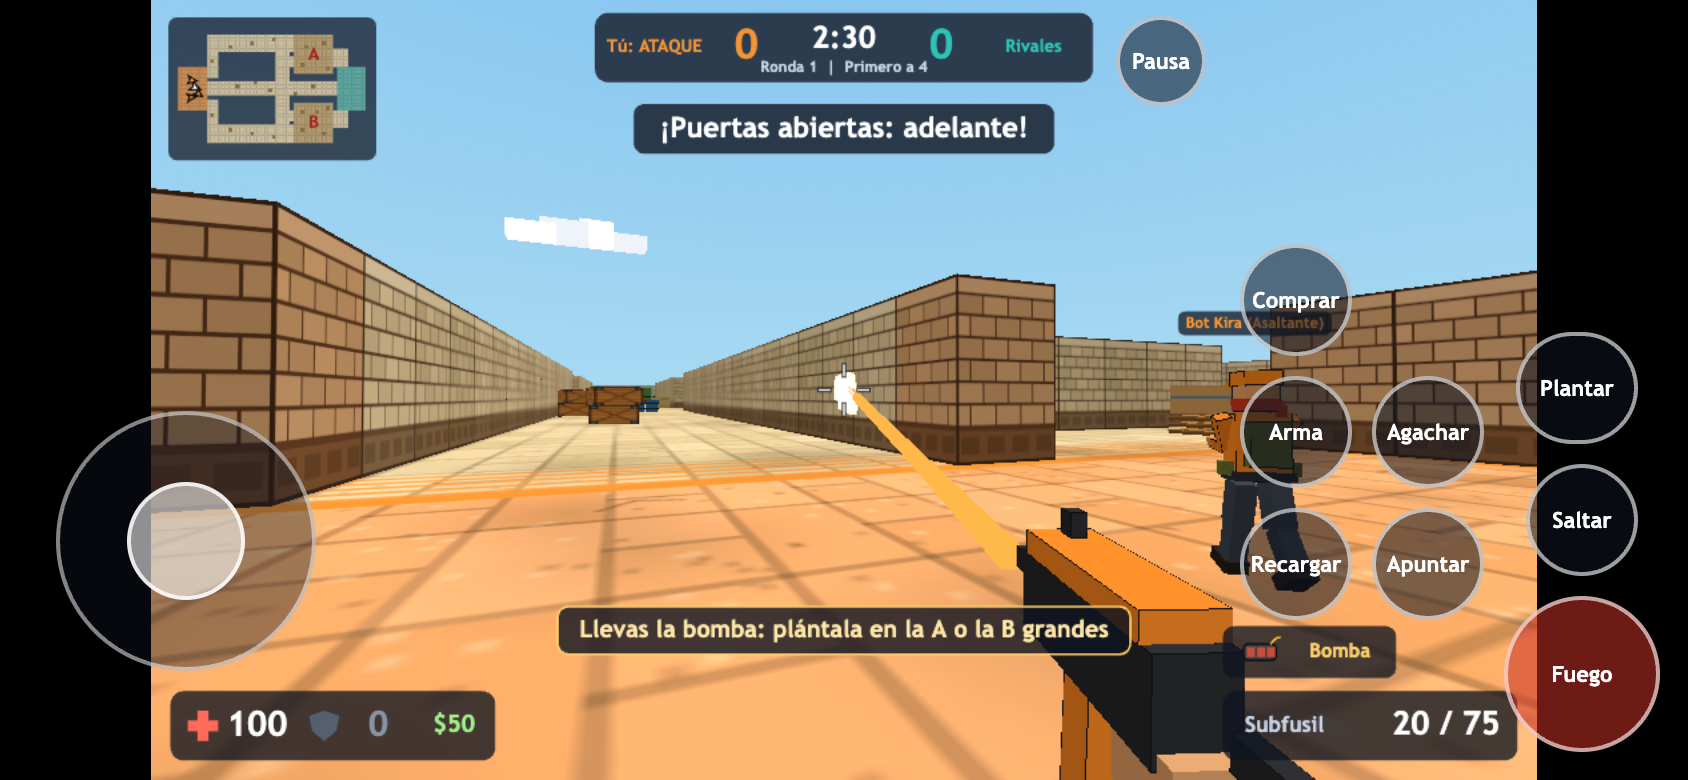 A
B
Tú: ATAQUE 0 2:30 0 Rivales
Ronda 1 | Primero a 4
Pausa
¡Puertas abiertas: adelante!
Comprar
Bot Kira (Asaltante)
Plantar
Arma
Agachar
Saltar
Recargar
Apuntar
Llevas la bomba: plántala en la A o la B grandes
Bomba
Fuego
100 0 $50
Subfusil 20 / 75